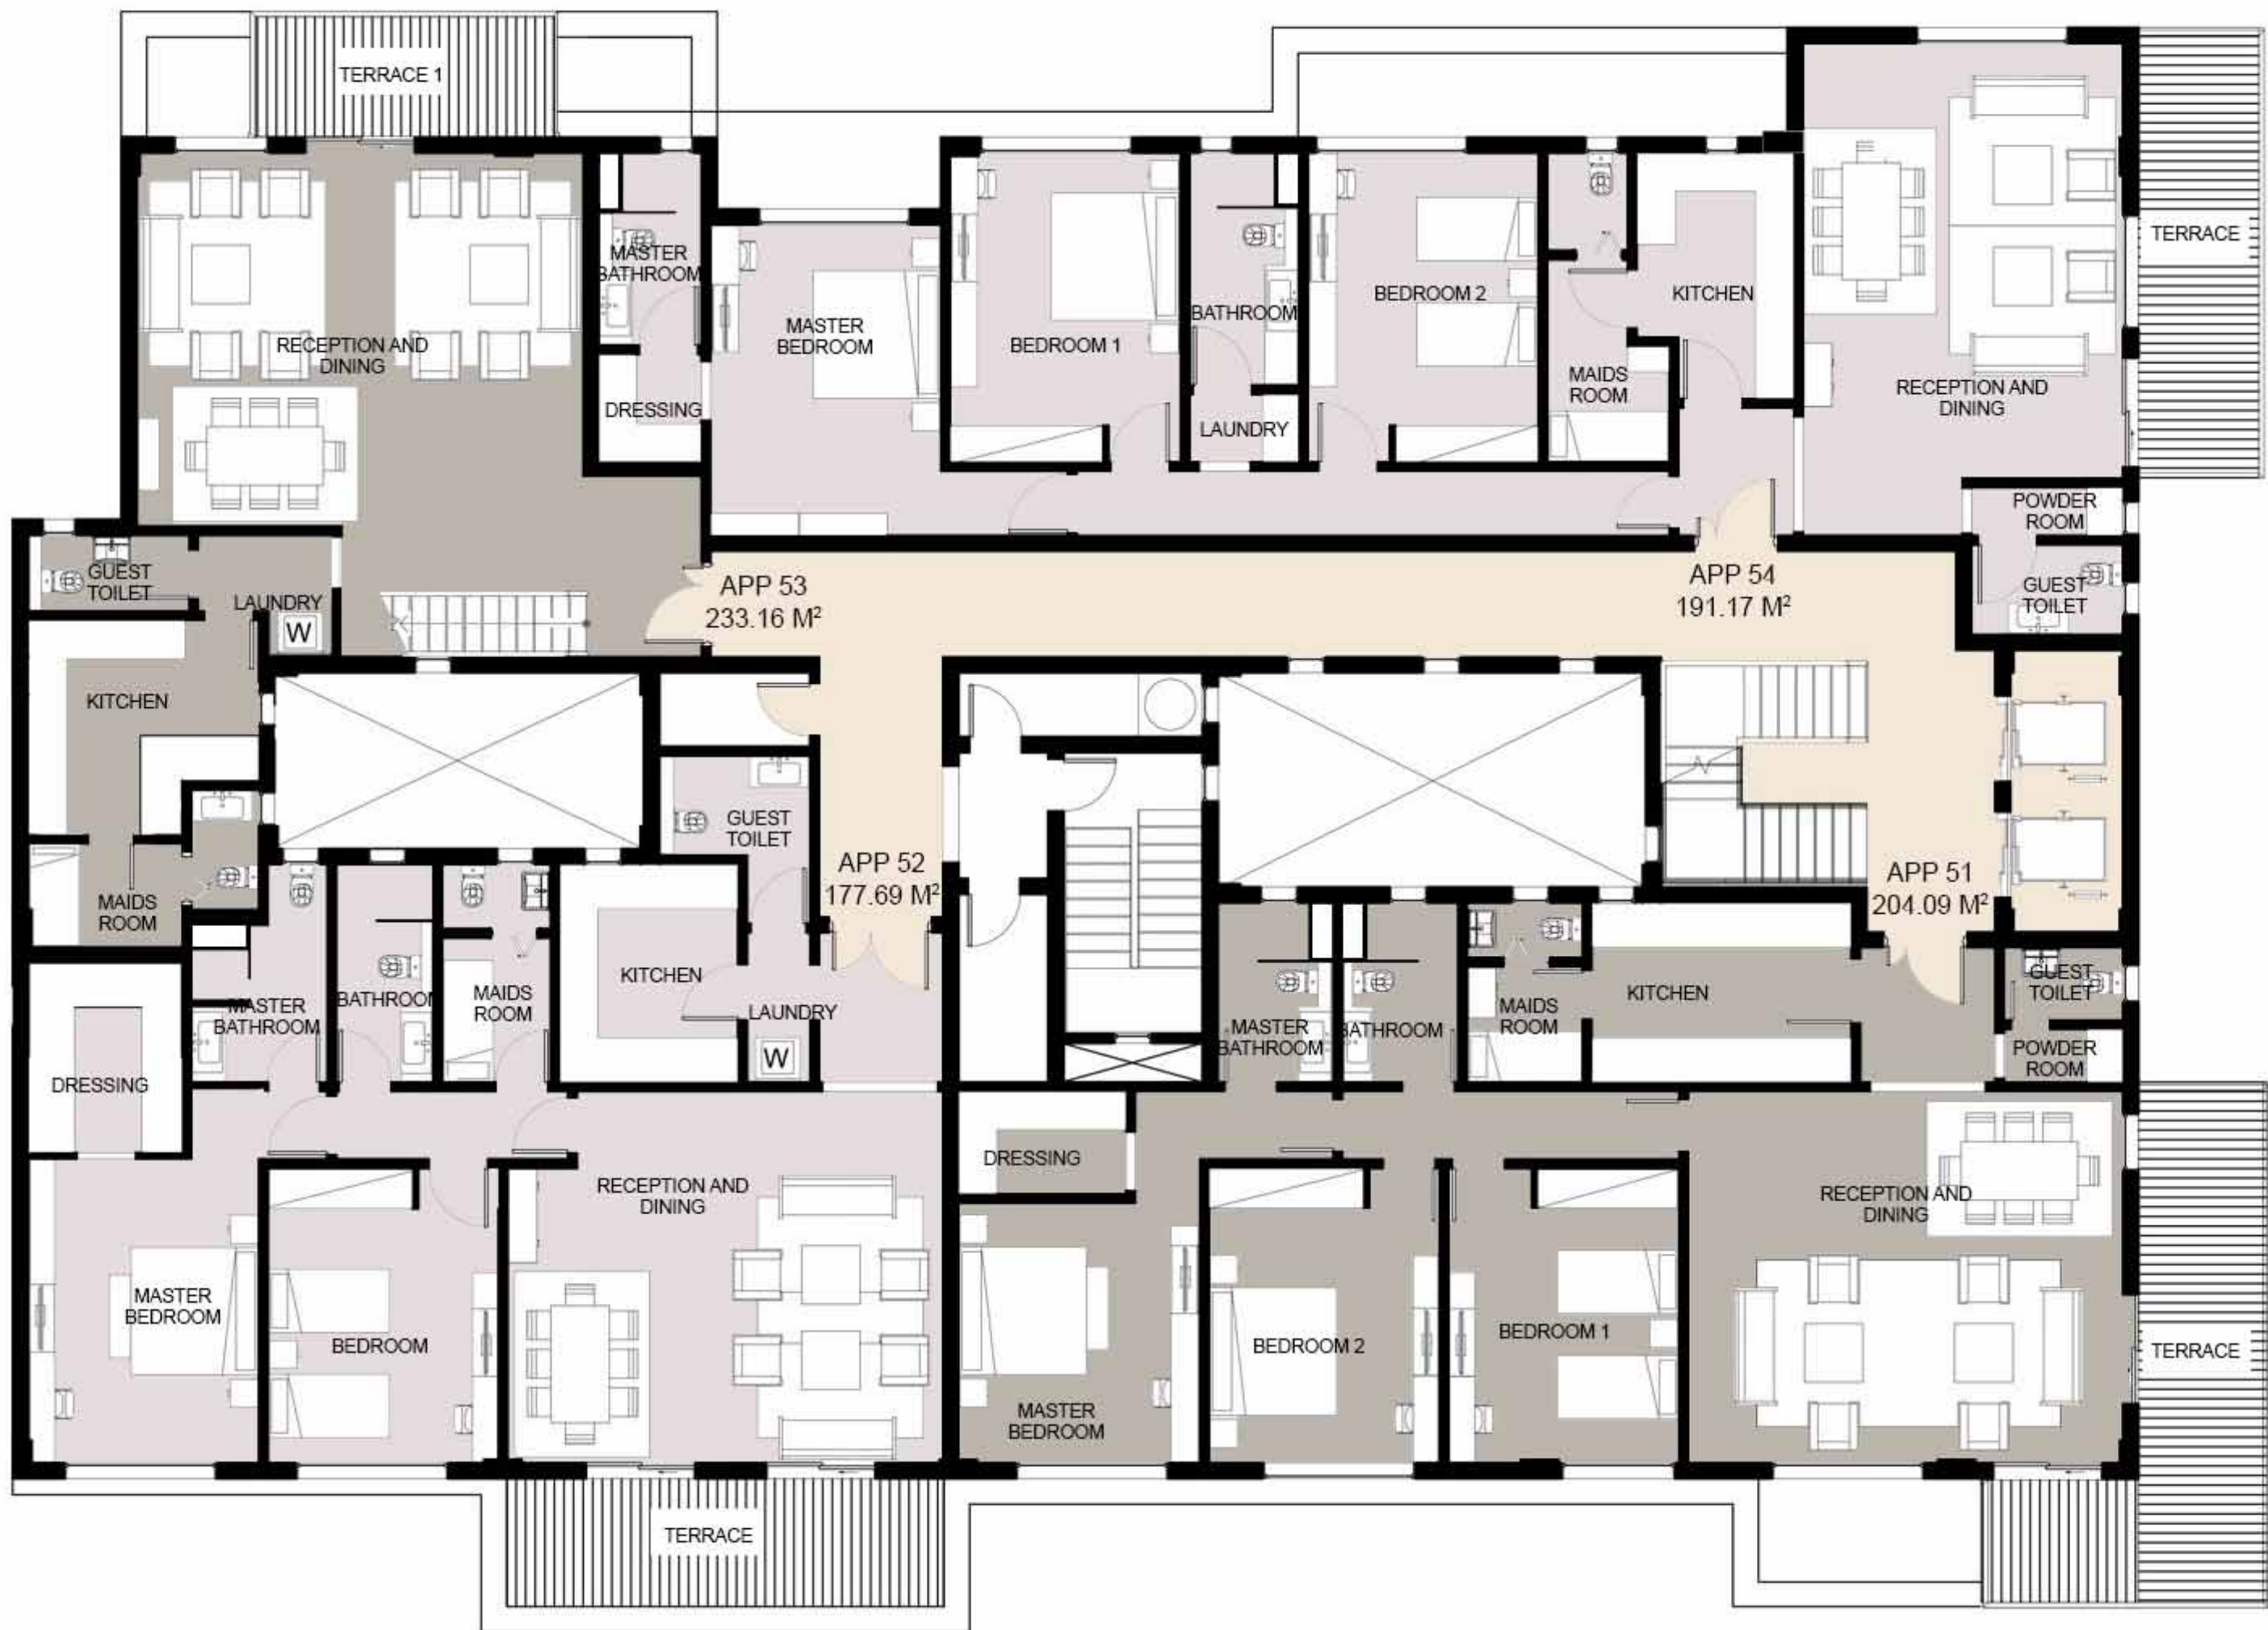 TERRACE 1
MASTER
BATHROOM
RECEPTION AND
DINING
DRESSING
MASTER
BEDROOM
BEDROOM 1
BATHROOM
LAUNDRY
BEDROOM 2
MAIDS
ROOM
KITCHEN
RECEPTION AND
DINING
TERRACE
POWDER
ROOM
GUEST
TOILET
GUEST
TOILET
LAUNDRY
W
APP 53
233.16 M²
APP 54
191.17 M²
KITCHEN
MAIDS
ROOM
GUEST
TOILET
APP 52
177.69 M²
APP 51
204.09 M²
DRESSING
MASTER
BATHROOM
BATHROOM
MAIDS
ROOM
KITCHEN
LAUNDRY
W
MASTER
BATHROOM
BATHROOM
MAIDS
ROOM
KITCHEN
GUEST
TOILET
POWDER
ROOM
MASTER
BEDROOM
BEDROOM
RECEPTION AND
DINING
DRESSING
MASTER
BEDROOM
BEDROOM 2
BEDROOM 1
RECEPTION AND
DINING
TERRACE
TERRACE